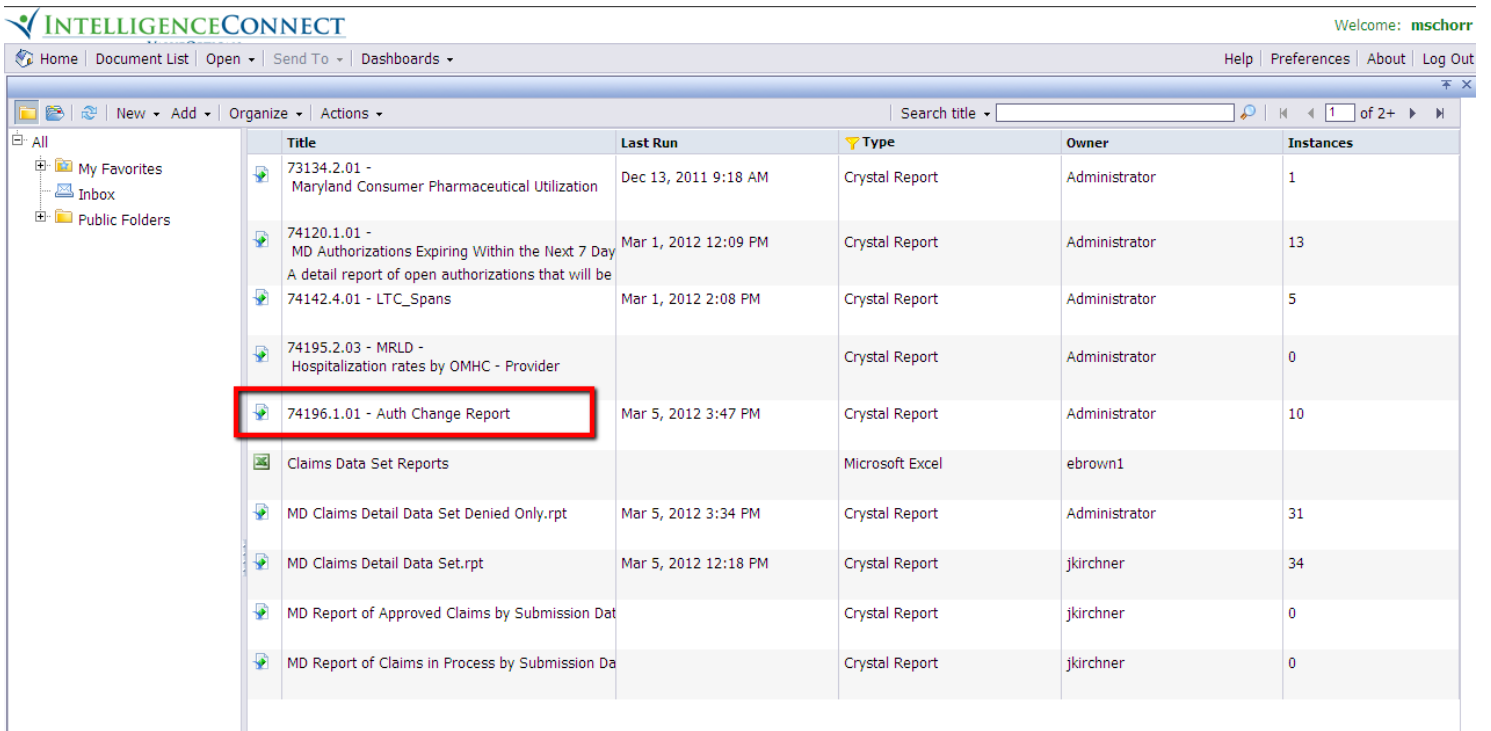 INTELLIGENCECONNECT
Welcome: mschorr
Home Document List Open Send To Dashboards Help Preferences About Log Out
New Add Organize Actions Search title 1 of 2+
All
My Favorites
Inbox
Public Folders
Title Last Run Type Owner Instances
73134.2.01 -
Maryland Consumer Pharmaceutical Utilization Dec 13, 2011 9:18 AM Crystal Report Administrator 1
74120.1.01 -
MD Authorizations Expiring Within the Next 7 Day Mar 1, 2012 12:09 PM Crystal Report Administrator 13
A detail report of open authorizations that will be
74142.4.01 - LTC_Spans Mar 1, 2012 2:08 PM Crystal Report Administrator 5
74195.2.03 - MRLD -
Hospitalization rates by OMHC - Provider Crystal Report Administrator 0
74196.1.01 - Auth Change Report Mar 5, 2012 3:47 PM Crystal Report Administrator 10
Claims Data Set Reports Microsoft Excel ebrown1
MD Claims Detail Data Set Denied Only.rpt Mar 5, 2012 3:34 PM Crystal Report Administrator 31
MD Claims Detail Data Set.rpt Mar 5, 2012 12:18 PM Crystal Report jkirchner 34
MD Report of Approved Claims by Submission Dat Crystal Report jkirchner 0
MD Report of Claims in Process by Submission Da Crystal Report jkirchner 0